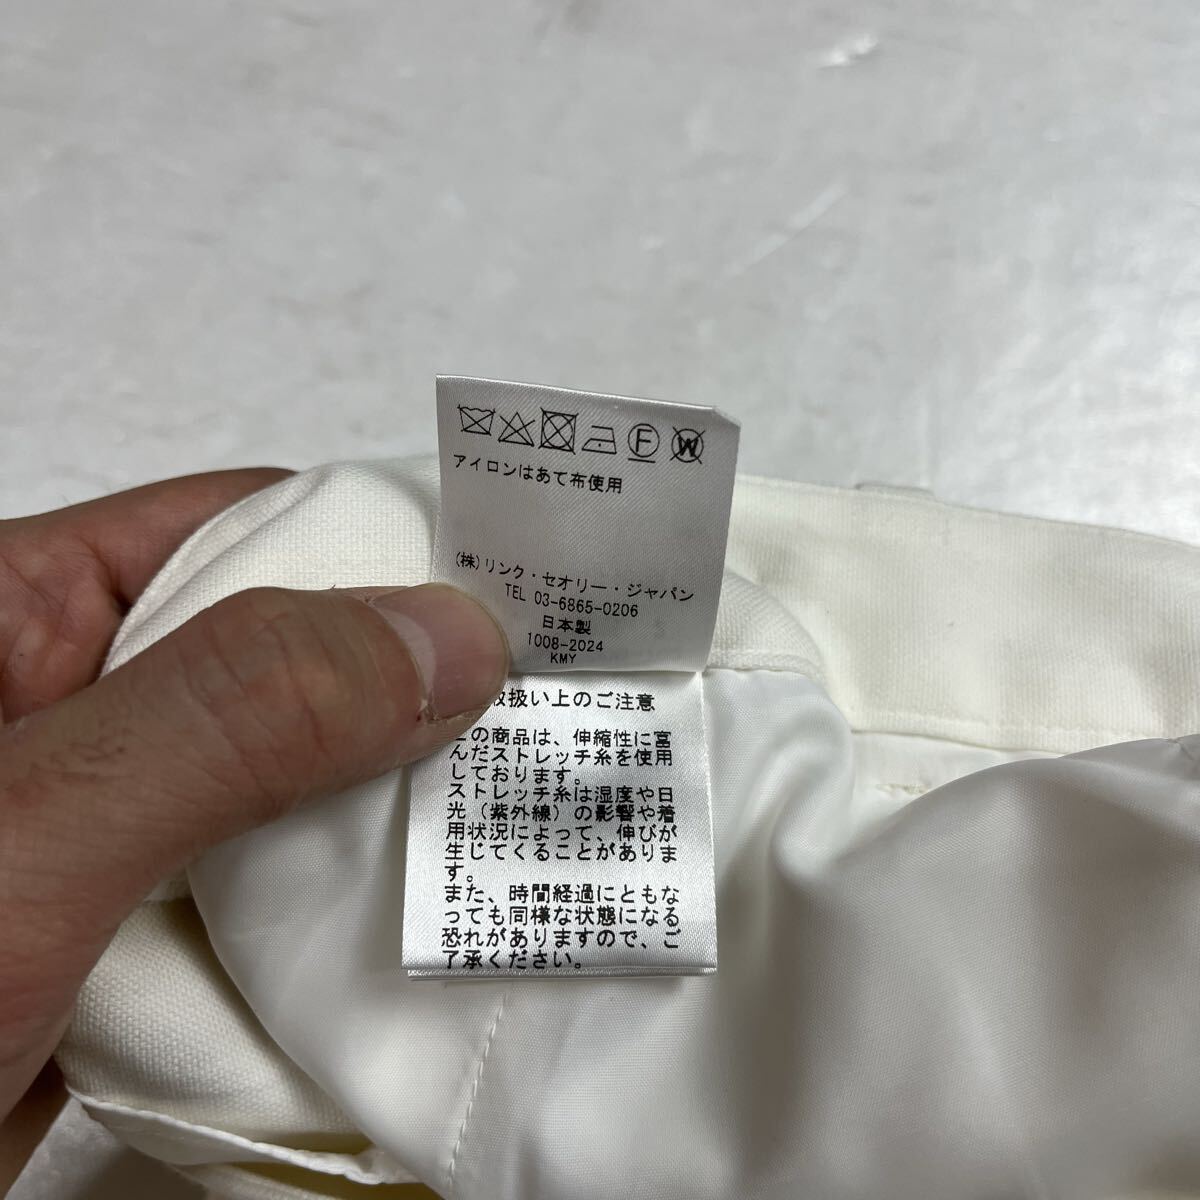 F
W
アイロンはあて布使用
(株)リンク・セオリー・ジャパン
TEL 03-6865-0206
日本製
1008-2024
KMY
取扱い上のご注意
この商品は、伸縮性に富
んだストレッチ糸を使用
しております。
ストレッチ糸は湿度や日
光(紫外線)の影響や着
用状況によって、伸びが
生じてくることがありま
す。
また、時間経過にともな
っても同様な状態になる
恐れがありますので、ご
了承ください。